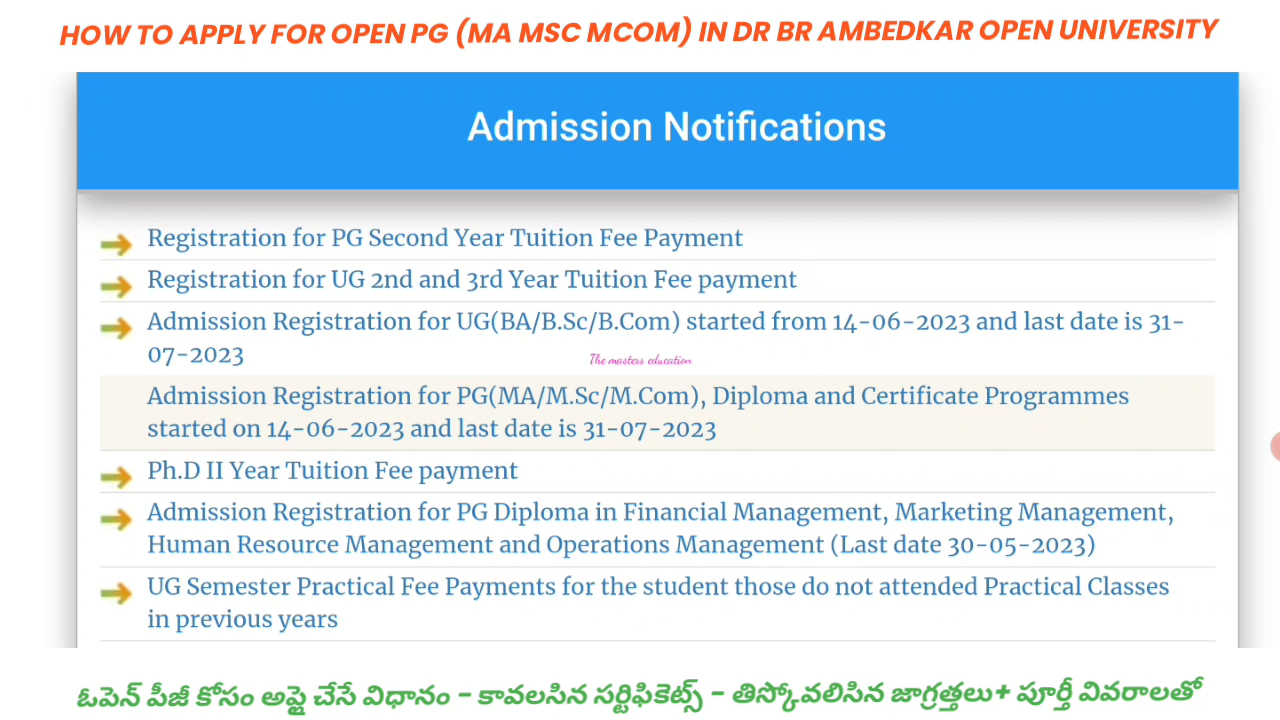 HOW TO APPLY FOR OPEN PG (MA MSC MCOM) IN DR BR AMBEDKAR OPEN UNIVERSITY
Admission Notifications
Registration for PG Second Year Tuition Fee Payment
Registration for UG 2nd and 3rd Year Tuition Fee payment
Admission Registration for UG(BA/B.Sc/B.Com) started from 14-06-2023 and last date is 31-
07-2023
The masters education
Admission Registration for PG(MA/M.Sc/M.Com), Diploma and Certificate Programmes
started on 14-06-2023 and last date is 31-07-2023
Ph.D II Year Tuition Fee payment
Admission Registration for PG Diploma in Financial Management, Marketing Management,
Human Resource Management and Operations Management (Last date 30-05-2023)
UG Semester Practical Fee Payments for the student those do not attended Practical Classes
in previous years
ఓపెన్ పీజీ కోసం అప్లై చేసే విధానం - కావలసిన సర్టిఫికెట్స్ - తిస్కోవలిసిన జాగ్రత్తలు+ పూర్తి వివరాలతో